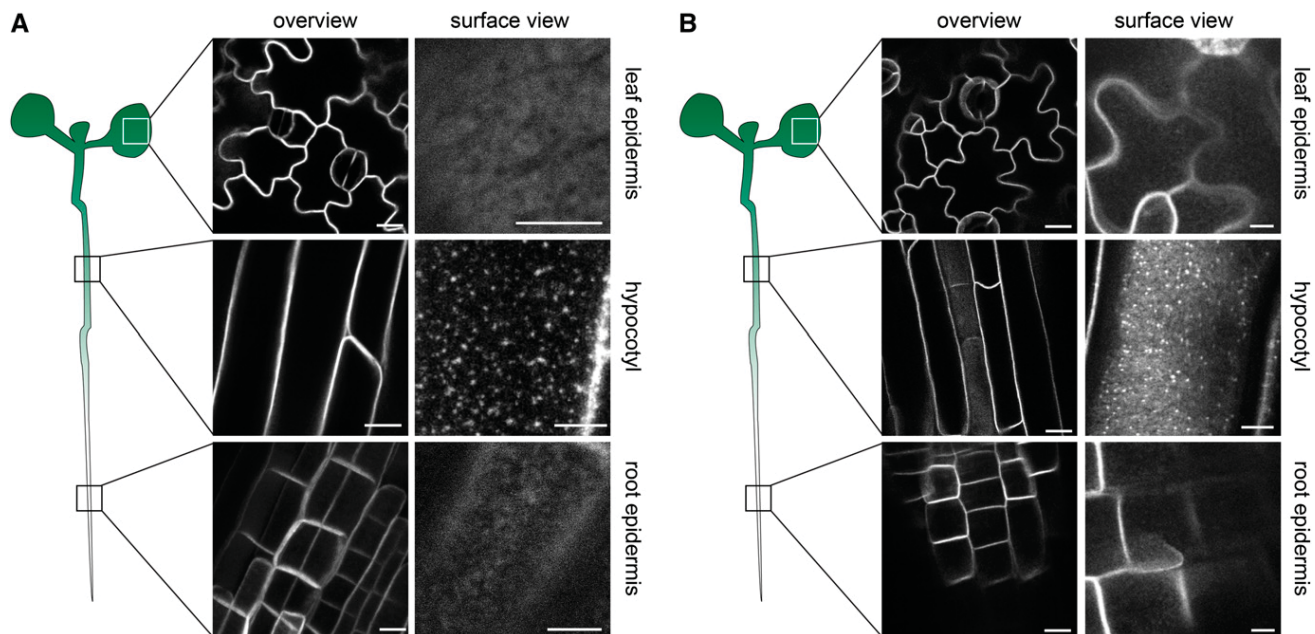 A
overview
surface view
leaf epidermis
hypocotyl
root epidermis
B
overview
surface view
leaf epidermis
hypocotyl
root epidermis